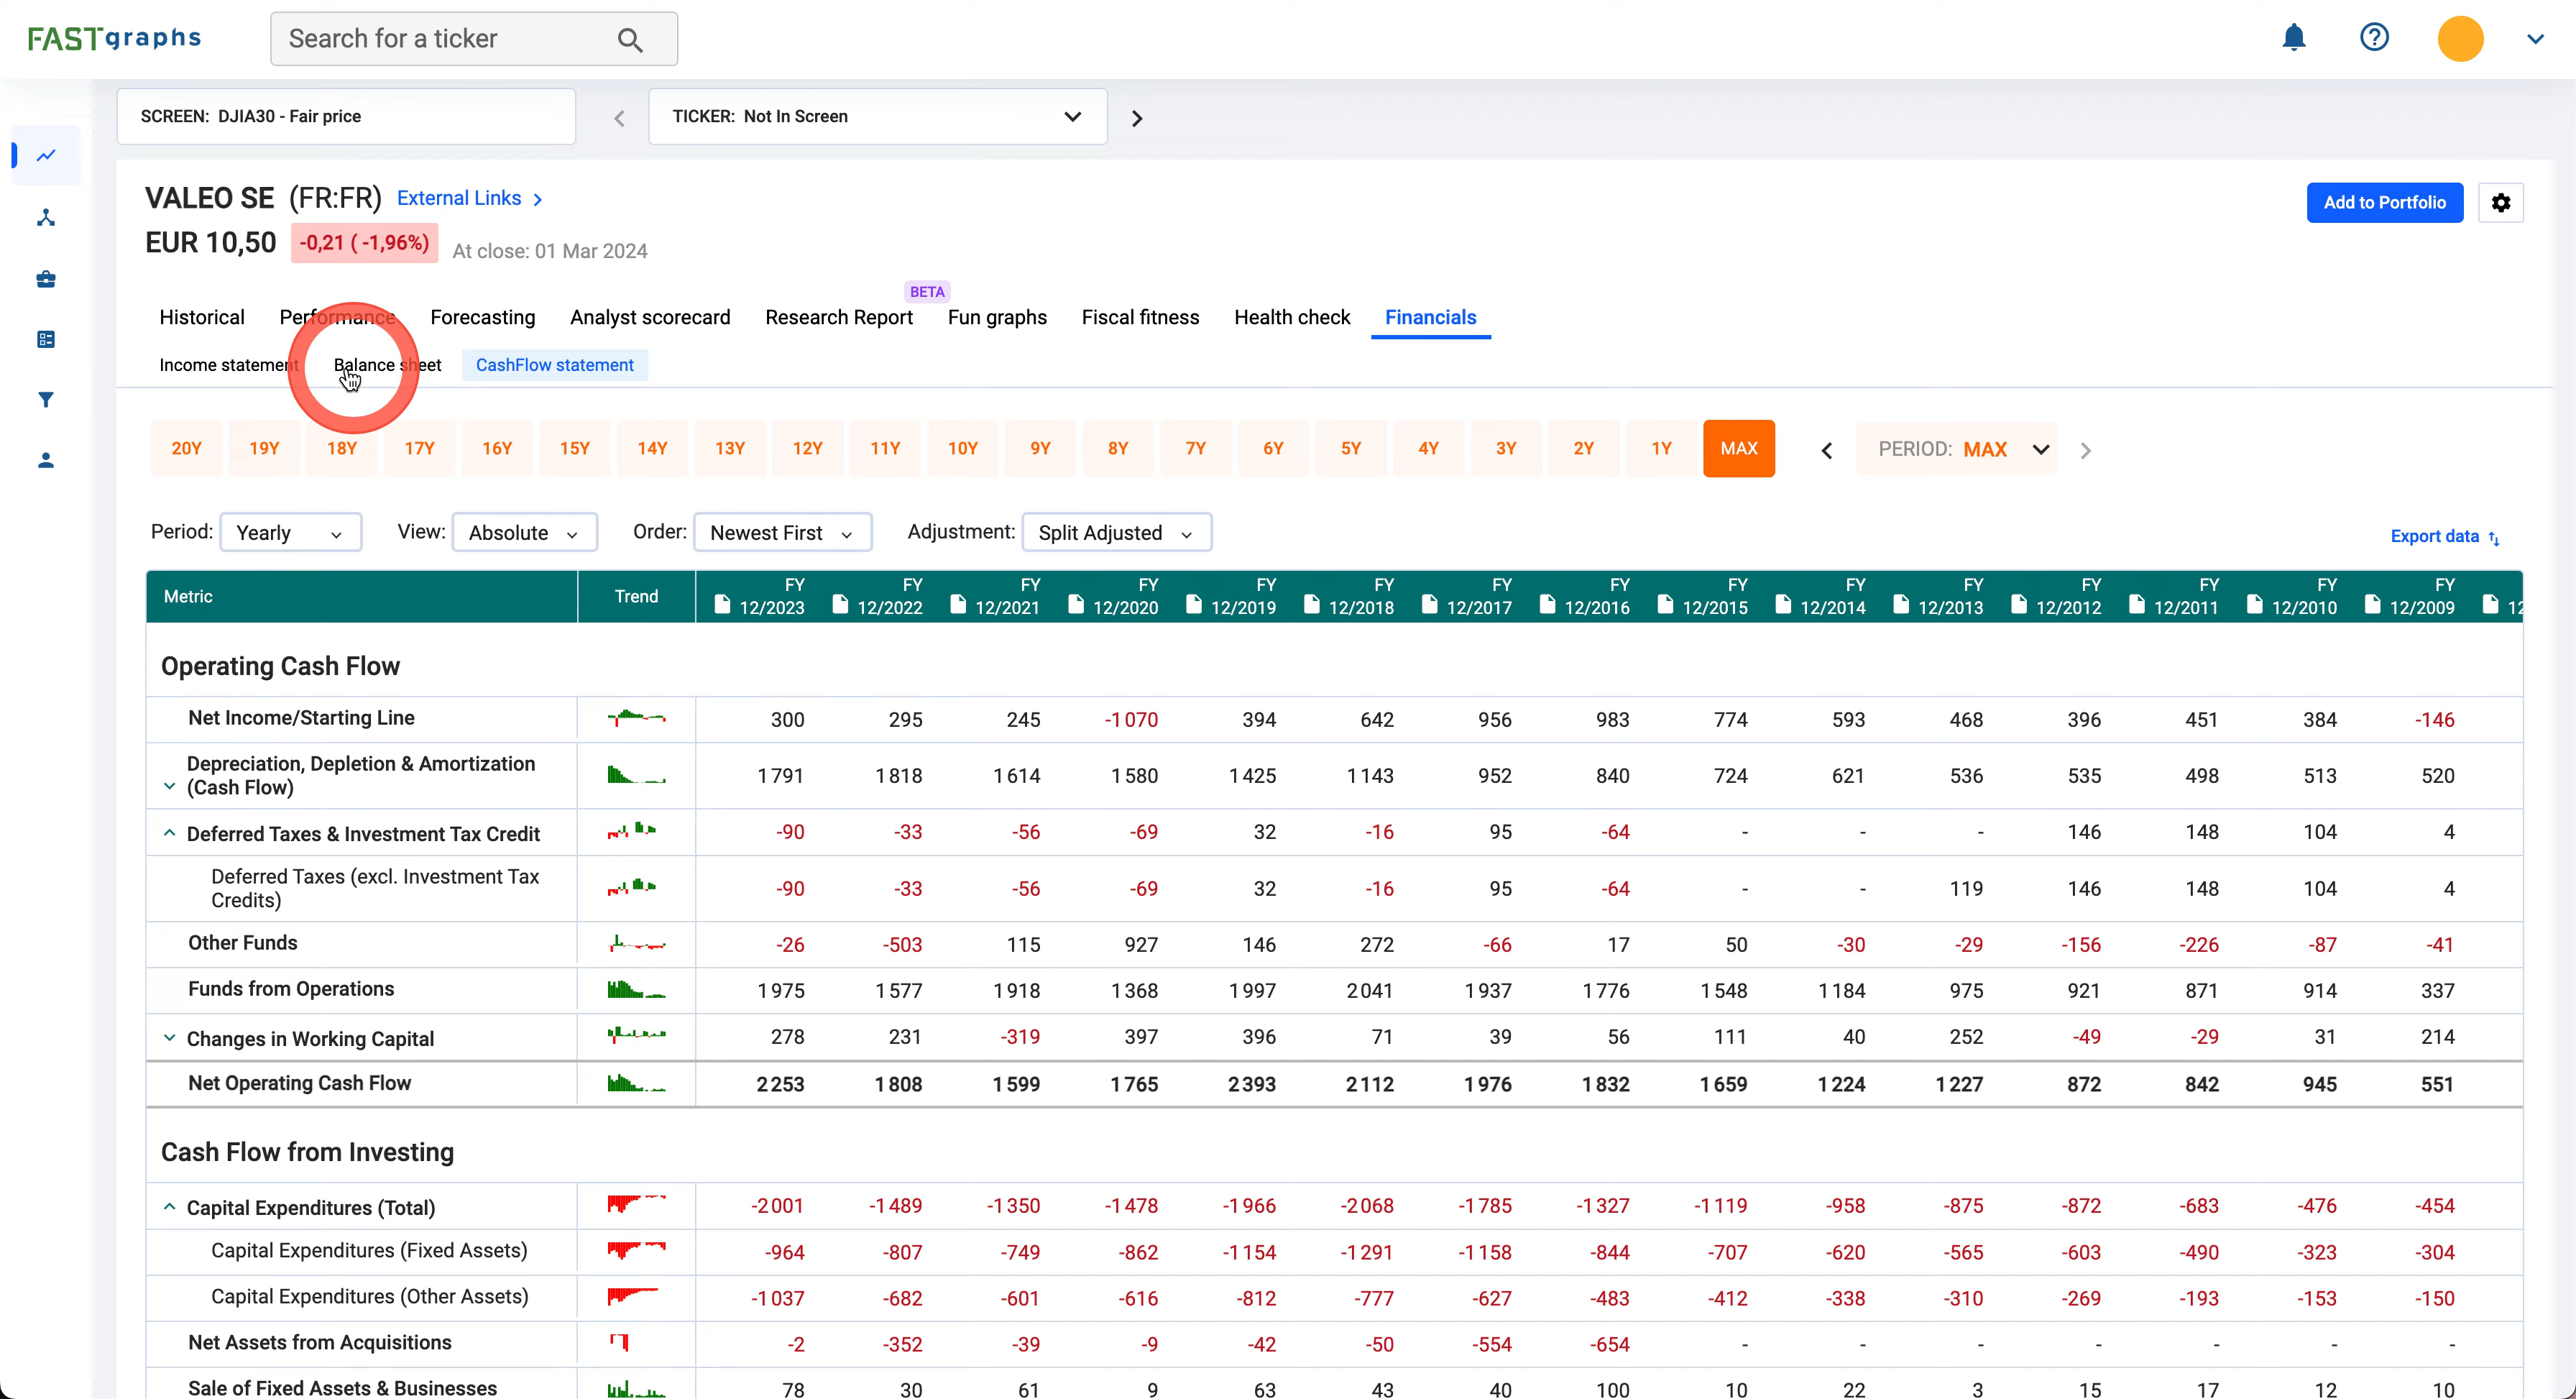 FASTgraphs
Search for a ticker
SCREEN: DJIA30 - Fair price
TICKER: Not In Screen
VALEO SE (FR:FR) External Links
Add to Portfolio
EUR 10,50 -0,21 ( -1,96%) At close: 01 Mar 2024
BETA
Historical Performance Forecasting Analyst scorecard Research Report Fun graphs Fiscal fitness Health check Financials
Income statement Balance sheet CashFlow statement
20Y 19Y 18Y 17Y 16Y 15Y 14Y 13Y 12Y 11Y 10Y 9Y 8Y 7Y 6Y 5Y 4Y 3Y 2Y 1Y MAX PERIOD: MAX
Period: Yearly View: Absolute Order: Newest First Adjustment: Split Adjusted Export data
Metric Trend FY 12/2023 FY 12/2022 FY 12/2021 FY 12/2020 FY 12/2019 FY 12/2018 FY 12/2017 FY 12/2016 FY 12/2015 FY 12/2014 FY 12/2013 FY 12/2012 FY 12/2011 FY 12/2010 FY 12/2009 12
Operating Cash Flow
Net Income/Starting Line 300 295 245 -1 070 394 642 956 983 774 593 468 396 451 384 -146
Depreciation, Depletion & Amortization
(Cash Flow) 1 791 1 818 1 614 1 580 1 425 1 143 952 840 724 621 536 535 498 513 520
Deferred Taxes & Investment Tax Credit -90 -33 -56 -69 32 -16 95 -64 - - - 146 148 104 4
Deferred Taxes (excl. Investment Tax
Credits) -90 -33 -56 -69 32 -16 95 -64 - - 119 146 148 104 4
Other Funds -26 -503 115 927 146 272 -66 17 50 -30 -29 -156 -226 -87 -41
Funds from Operations 1 975 1 577 1 918 1 368 1 997 2 041 1 937 1 776 1 548 1 184 975 921 871 914 337
Changes in Working Capital 278 231 -319 397 396 71 39 56 111 40 252 -49 -29 31 214
Net Operating Cash Flow 2 253 1 808 1 599 1 765 2 393 2 112 1 976 1 832 1 659 1 224 1 227 872 842 945 551
Cash Flow from Investing
Capital Expenditures (Total) -2 001 -1 489 -1 350 -1 478 -1 966 -2 068 -1 785 -1 327 -1 119 -958 -875 -872 -683 -476 -454
Capital Expenditures (Fixed Assets) -964 -807 -749 -862 -1 154 -1 291 -1 158 -844 -707 -620 -565 -603 -490 -323 -304
Capital Expenditures (Other Assets) -1 037 -682 -601 -616 -812 -777 -627 -483 -412 -338 -310 -269 -193 -153 -150
Net Assets from Acquisitions -2 -352 -39 -9 -42 -50 -554 -654 - - - - - - -
Sale of Fixed Assets & Businesses 78 30 61 9 63 43 40 100 10 22 3 15 17 12 10